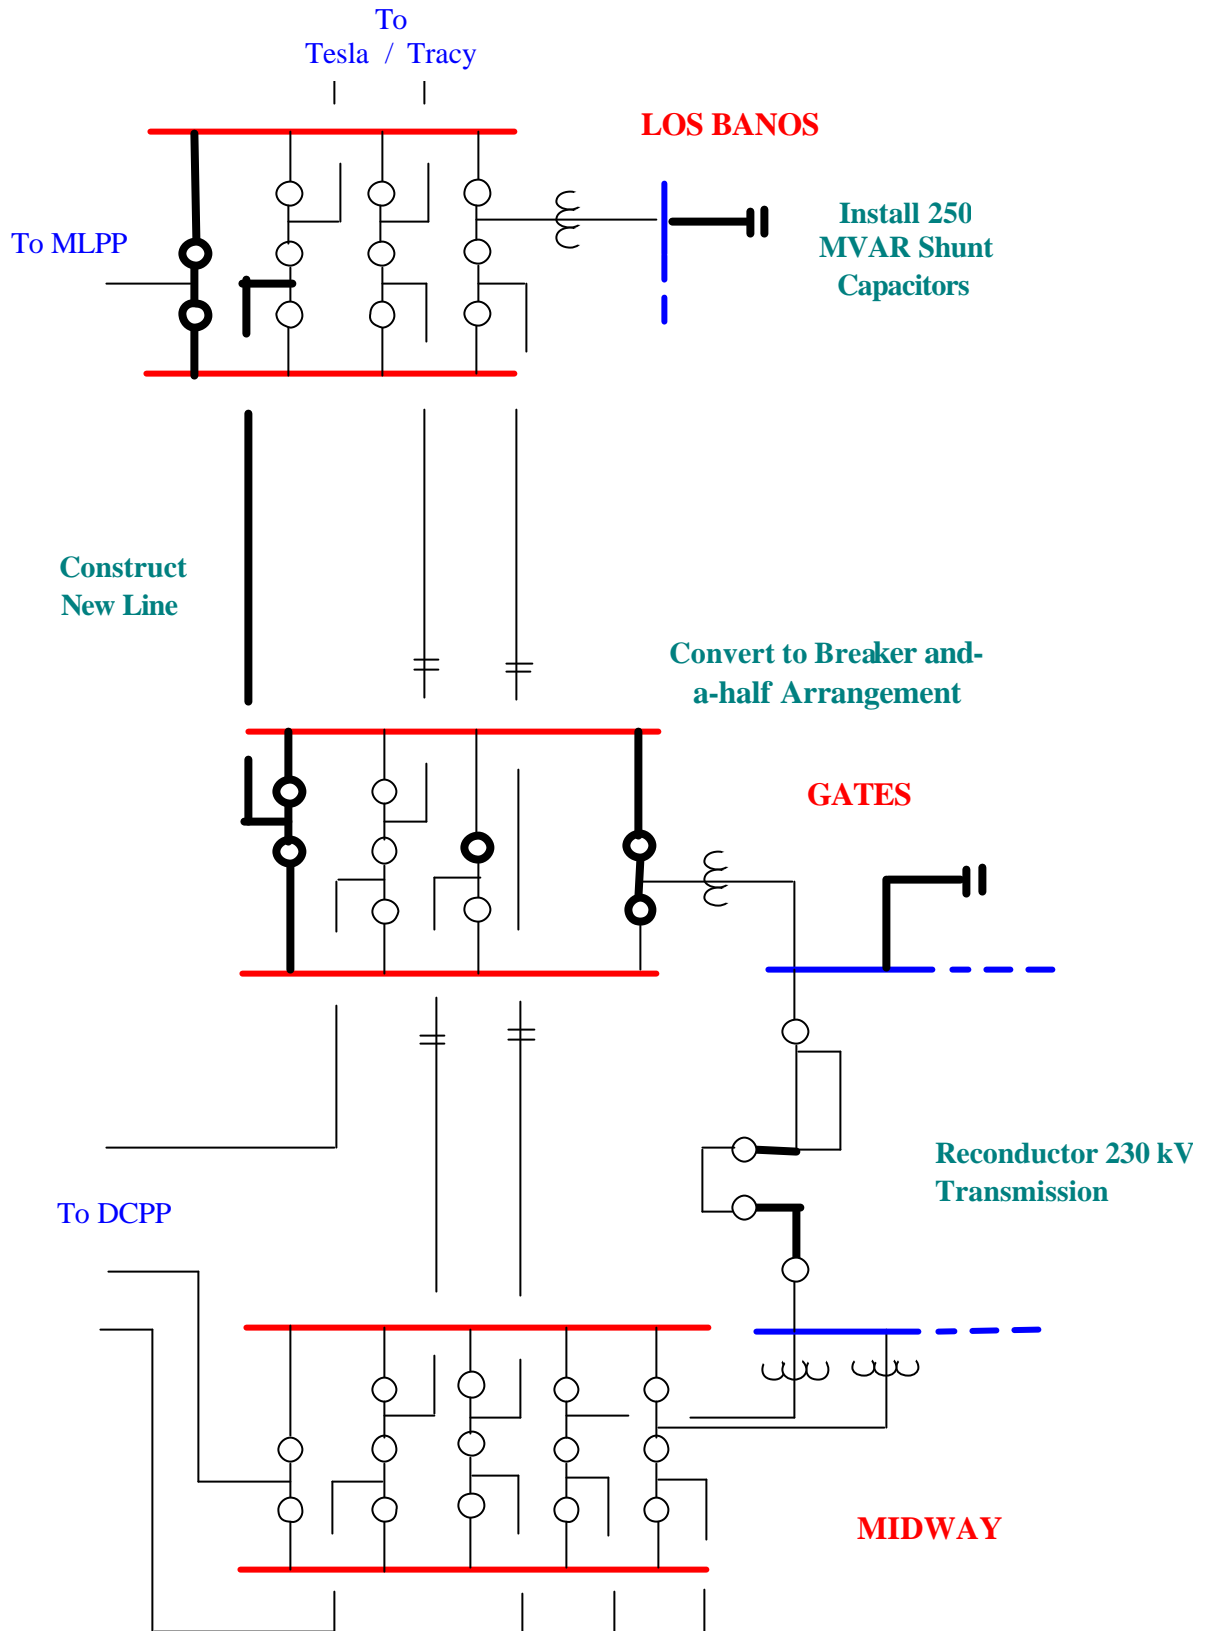 To
Tesla / Tracy
LOS BANOS
To MLPP
Install 250
MVAR Shunt
Capacitors
Construct
New Line
Convert to Breaker and-
a-half Arrangement
GATES
Reconductor 230 kV
Transmission
To DCPP
MIDWAY